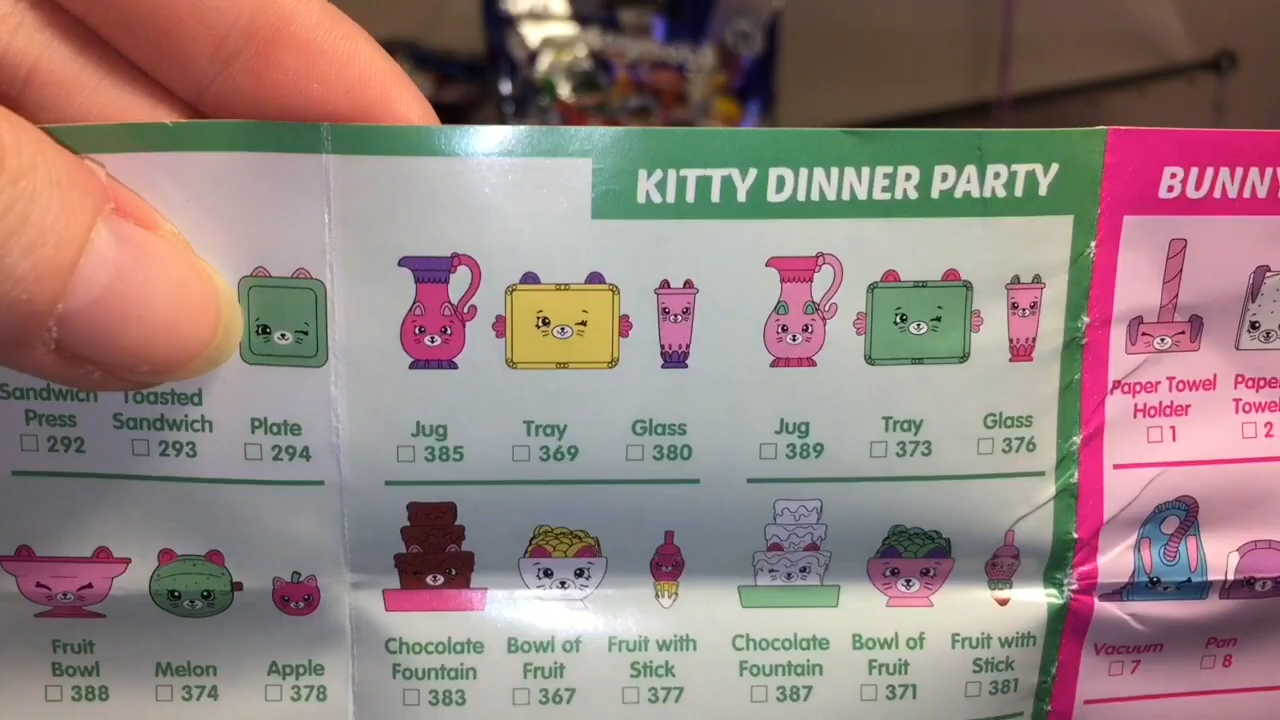 KITTY DINNER PARTY
BUNNY
Sandwich
Press
292
Toasted
Sandwich
293
Plate
294
Jug
385
Tray
369
Glass
380
Jug
389
Tray
373
Glass
376
Paper Towel
Holder
1
Pape
Towe
2
Fruit
Bowl
388
Melon
374
Apple
378
Chocolate
Fountain
383
Bowl of
Fruit
367
Fruit with
Stick
377
Chocolate
Fountain
387
Bowl of
Fruit
371
Fruit with
Stick
381
Vacuum
7
Pan
8